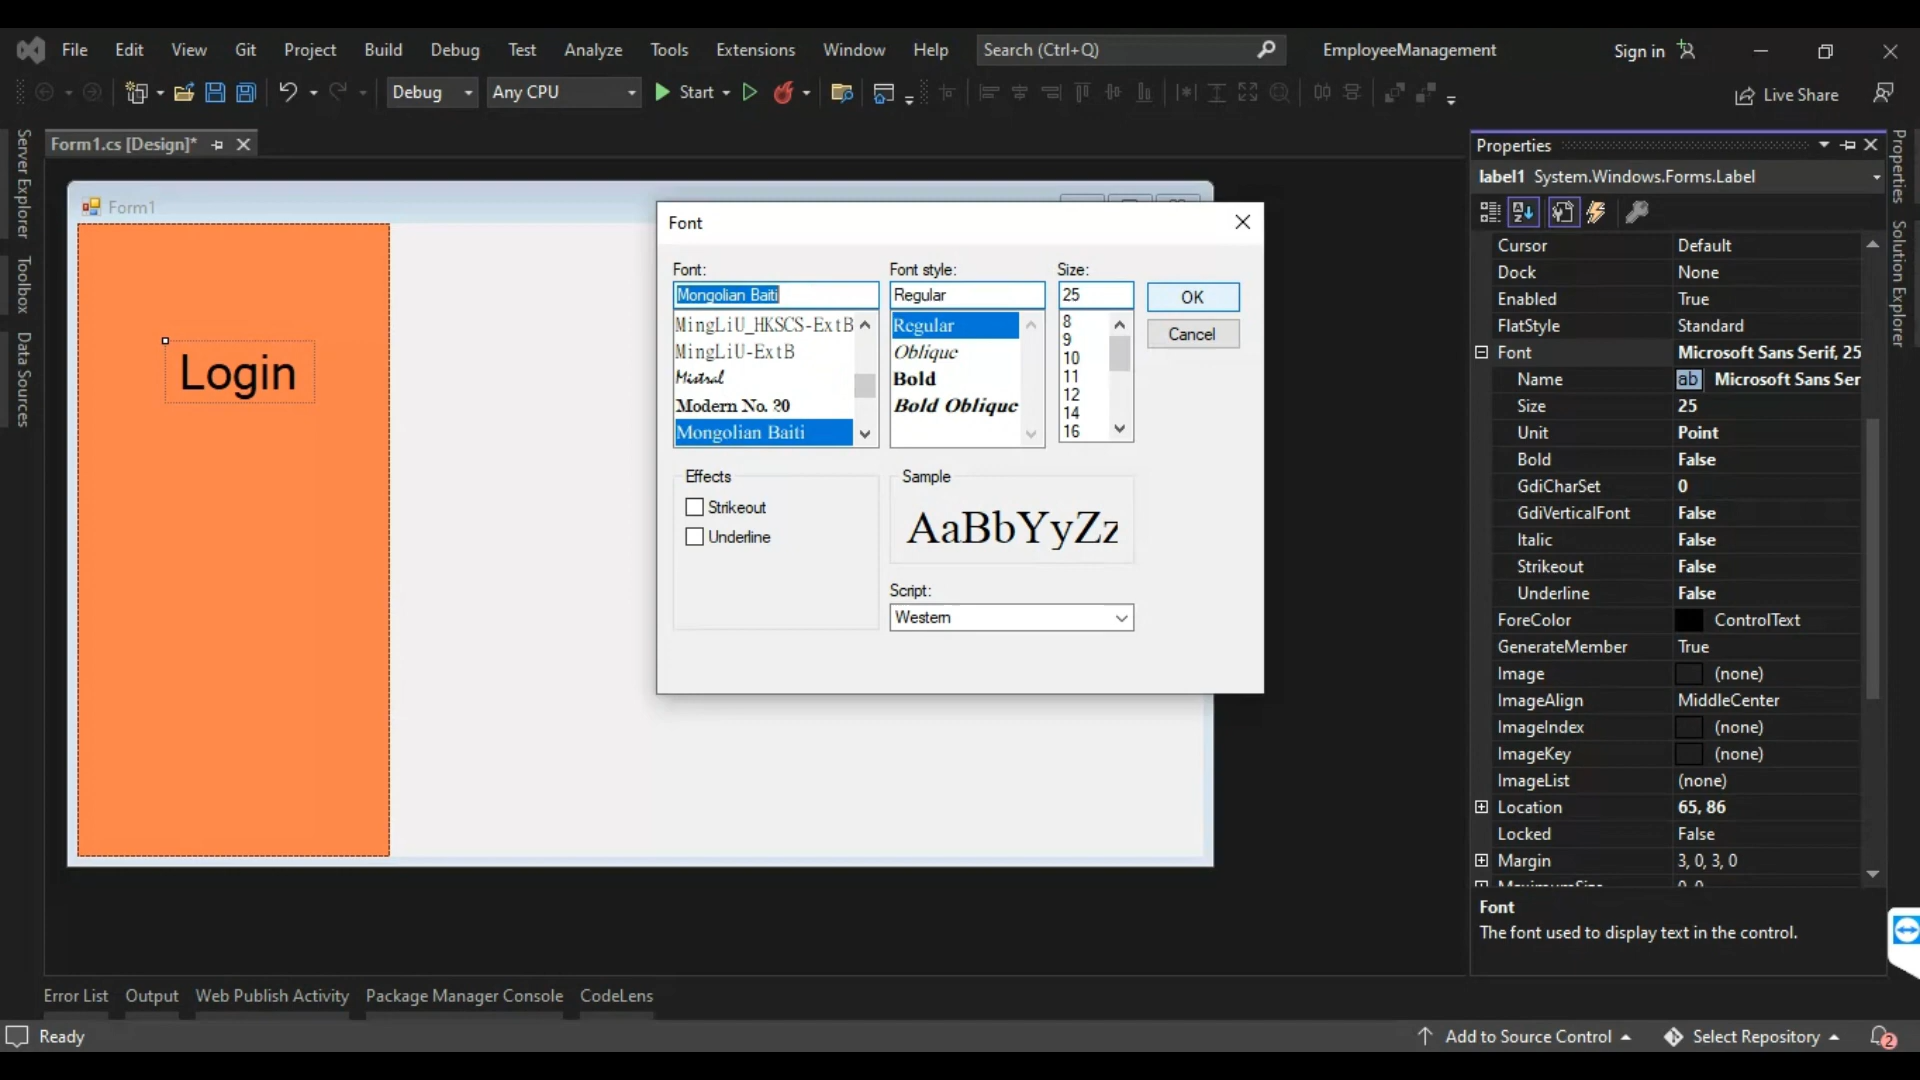 File Edit View Git Project Build Debug Test Analyze Tools Extensions Window Help Search (Ctrl+Q) EmployeeManagement Sign in
Debug Any CPU Start Live Share
Server Explorer
Toolbox
Data Sources
Form1.cs [Design]*
Form1
Login
Font
Font:
Mongolian Baiti
MingLiU_HKSCS-ExtB
MingLiU-ExtB
Mistral
Modern No. 20
Mongolian Baiti
Font style:
Regular
Regular
Oblique
Bold
Bold Oblique
Size:
25
8
9
10
11
12
14
16
OK
Cancel
Effects
Strikeout
Underline
Sample
AaBbYyZz
Script:
Western
Properties
label1 System.Windows.Forms.Label
Cursor Default
Dock None
Enabled True
FlatStyle Standard
Font Microsoft Sans Serif, 25
Name ab Microsoft Sans Ser
Size 25
Unit Point
Bold False
GdiCharSet 0
GdiVerticalFont False
Italic False
Strikeout False
Underline False
ForeColor ControlText
GenerateMember True
Image (none)
ImageAlign MiddleCenter
ImageIndex (none)
ImageKey (none)
ImageList (none)
Location 65, 86
Locked False
Margin 3, 0, 3, 0
Font
The font used to display text in the control.
Properties
Solution Explorer
Error List Output Web Publish Activity Package Manager Console CodeLens
Ready Add to Source Control Select Repository 2